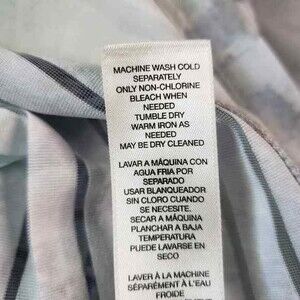 MACHINE WASH COLD
SEPARATELY
ONLY NON-CHLORINE
BLEACH WHEN
NEEDED
TUMBLE DRY
WARM IRON AS
NEEDED
MAY BE DRY CLEANED
LAVAR A MÁQUINA CON
AGUA FRIA POR
SEPARADO
USAR BLANQUEADOR
SIN CLORO CUANDO
SE NECESITE.
SECAR A MÁQUINA
PLANCHAR A BAJA
TEMPERATURA
PUEDE LAVARSE EN
SECO
LAVER À LA MACHINE
SÉPARÉMENT À L'EAU
FROIDE